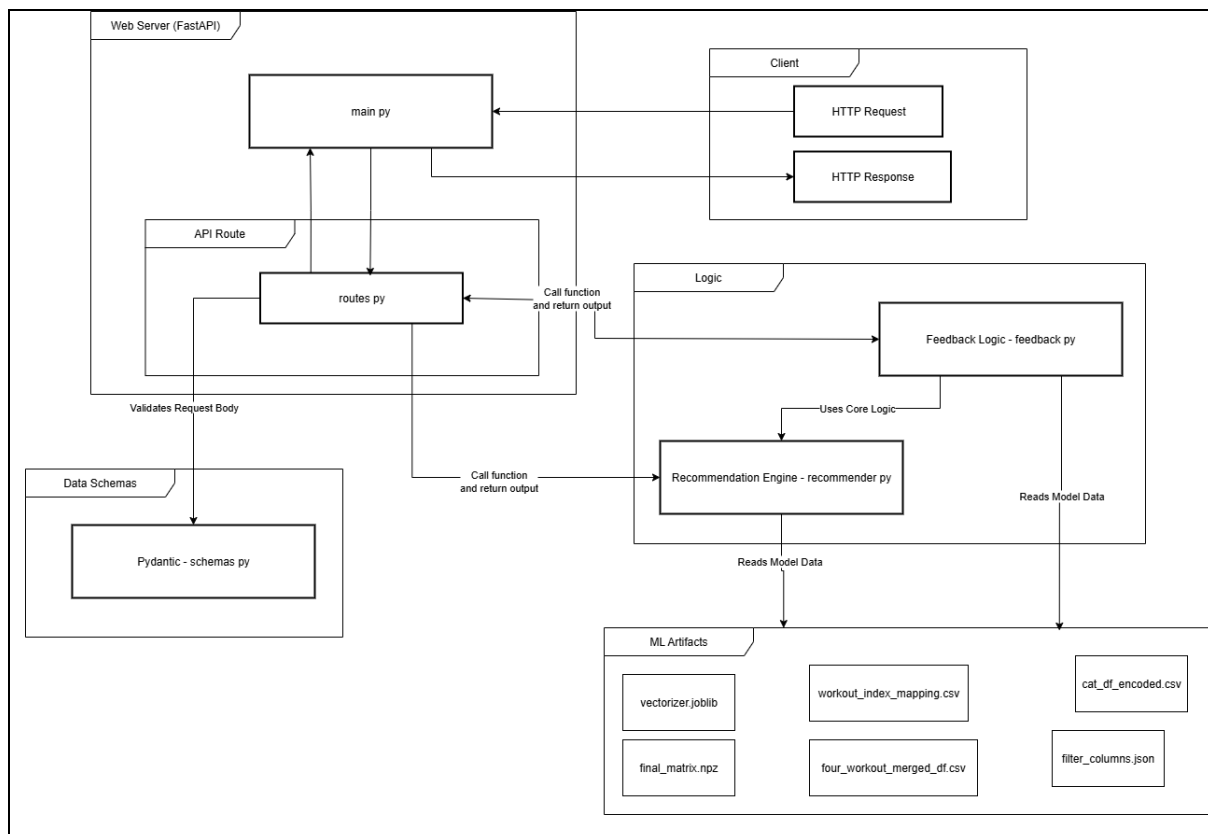 Web Server (FastAPI)
main py
Client
HTTP Request
HTTP Response
API Route
routes py
Call function
and return output
Logic
Feedback Logic - feedback py
Validates Request Body
Uses Core Logic
Recommendation Engine - recommender py
Call function
and return output
Data Schemas
Pydantic - schemas py
Reads Model Data
Reads Model Data
ML Artifacts
vectorizer.joblib
workout_index_mapping.csv
cat_df_encoded.csv
final_matrix.npz
four_workout_merged_df.csv
filter_columns.json